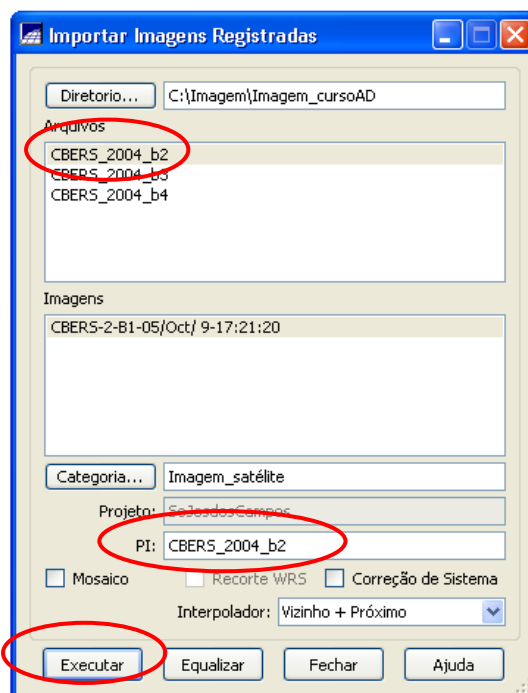 Importar Imagens Registradas
Diretorio... C:\Imagem\Imagem_cursoAD
Arquivos
CBERS_2004_b2
CBERS_2004_b3
CBERS_2004_b4
Imagens
CBERS-2-B1-05/Oct/ 9-17:21:20
Categoria... Imagem_satélite
Projeto: SaoJosdosCampos
PI: CBERS_2004_b2
Mosaico Recorte WRS Correção de Sistema
Interpolador: Vizinho + Próximo
Executar Equalizar Fechar Ajuda